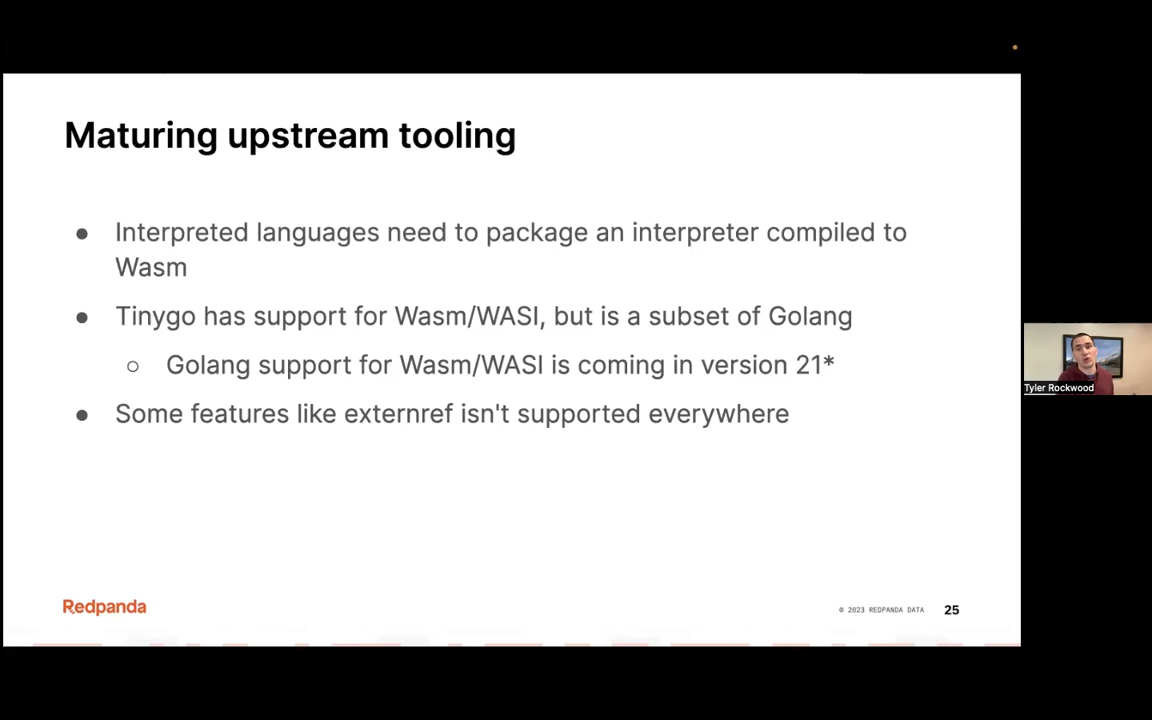 Maturing upstream tooling
● Interpreted languages need to package an interpreter compiled to
Wasm
● Tinygo has support for Wasm/WASI, but is a subset of Golang
○ Golang support for Wasm/WASI is coming in version 21*
● Some features like externref isn't supported everywhere
Tyler Rockwood
Redpanda
© 2023 REDPANDA DATA
25